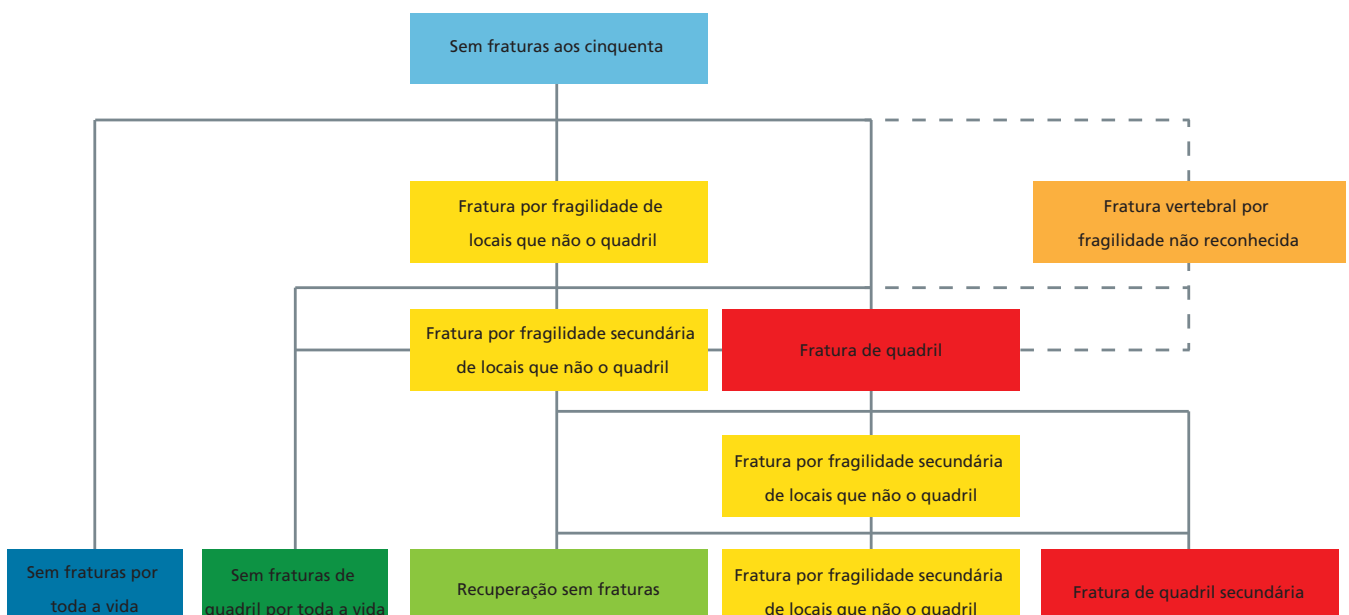 Sem fraturas aos cinquenta
Fratura por fragilidade de
locais que não o quadril
Fratura vertebral por
fragilidade não reconhecida
Fratura por fragilidade secundária
de locais que não o quadril
Fratura de quadril
Fratura por fragilidade secundária
de locais que não o quadril
Sem fraturas por
toda a vida
Sem fraturas de
quadril por toda a vida
Recuperação sem fraturas
Fratura por fragilidade secundária
de locais que não o quadril
Fratura de quadril secundária